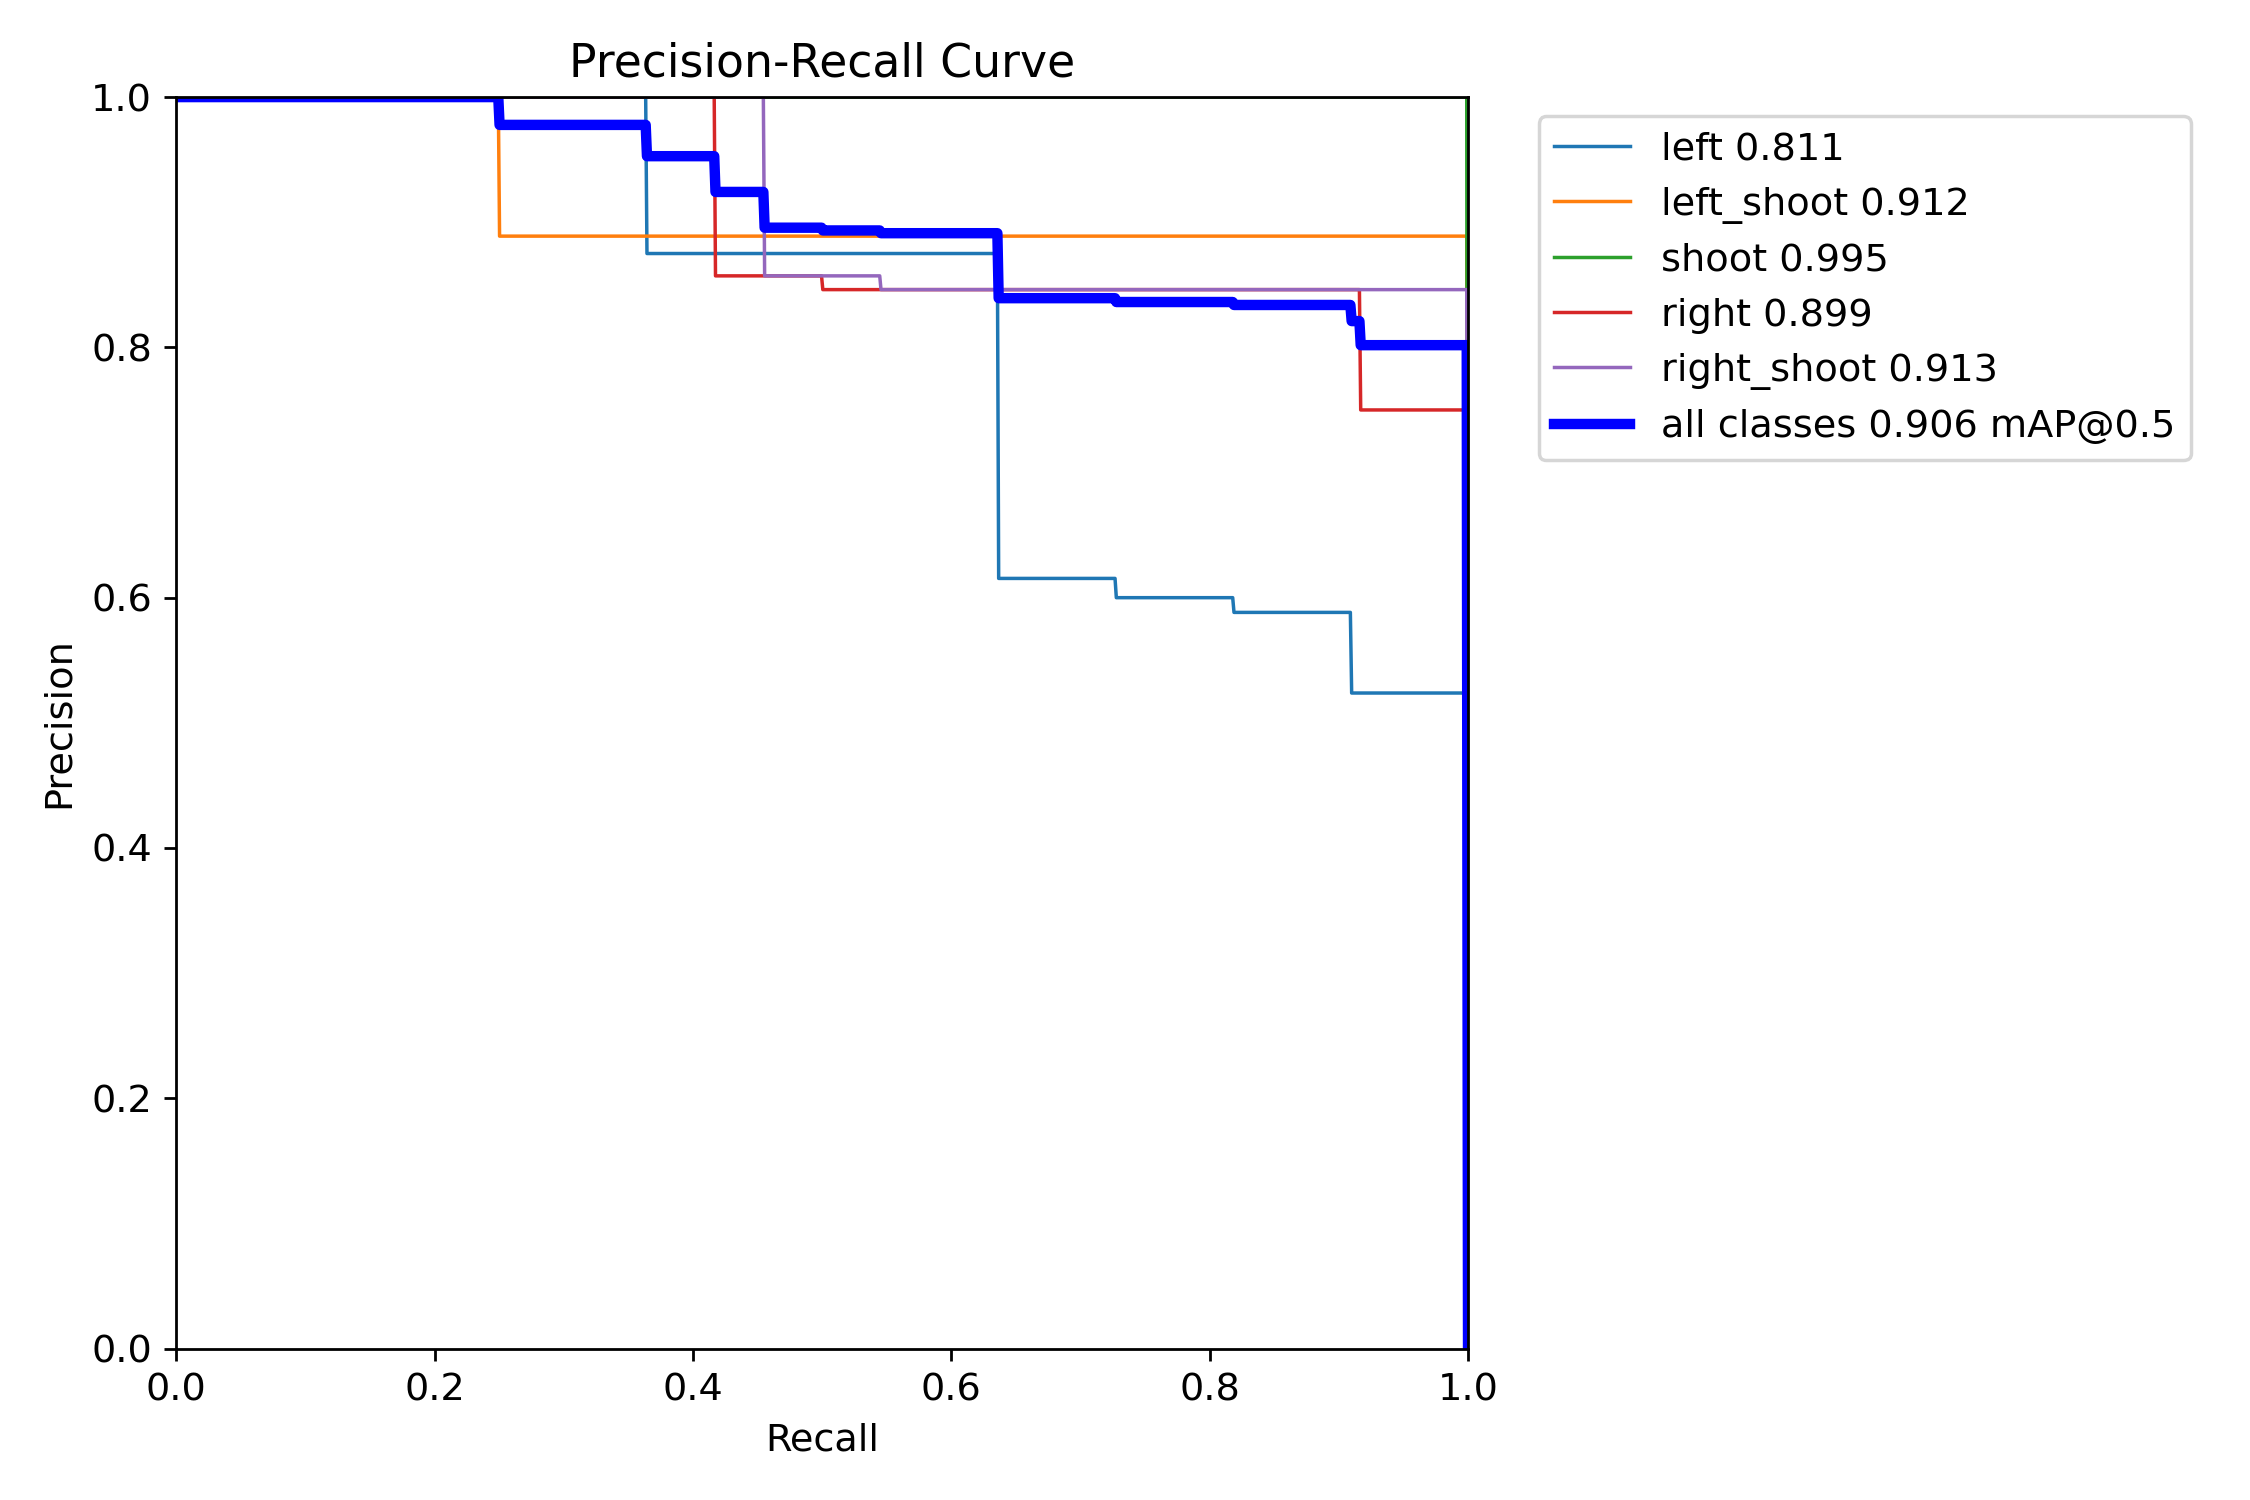 Precision-Recall Curve
1.0
0.8
0.6
0.4
0.2
0.0
Precision
0.0 0.2 0.4 0.6 0.8 1.0
Recall
left 0.811
left_shoot 0.912
shoot 0.995
right 0.899
right_shoot 0.913
all classes 0.906 mAP@0.5